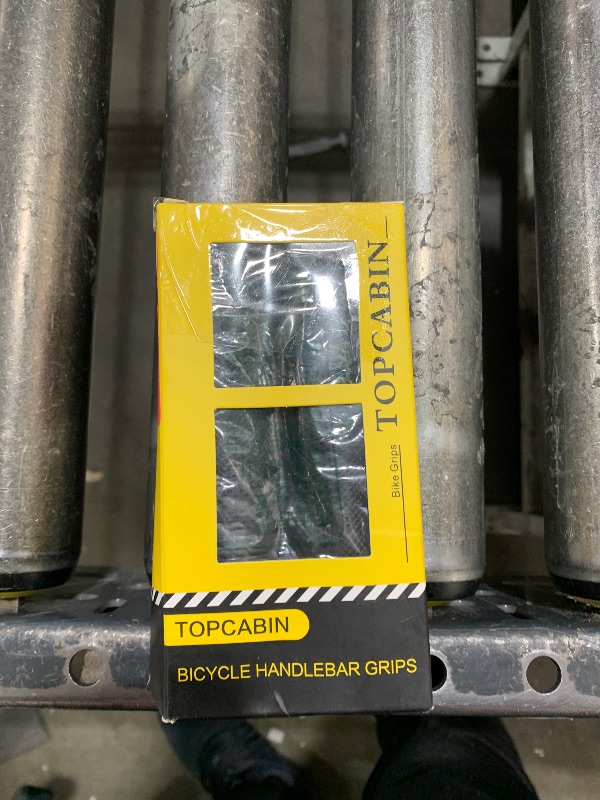 TOPCABIN
Bike Grips
TOPCABIN
BICYCLE HANDLEBAR GRIPS